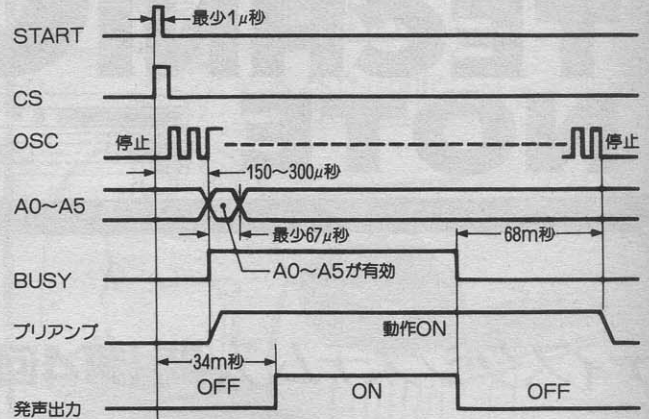 最少1μ秒
START
CS
OSC 停止 停止
150～300μ秒
A0～A5
最少67μ秒 68m秒
A0～A5が有効
BUSY
プリアンプ 動作ON
34m秒
OFF ON OFF
発声出力